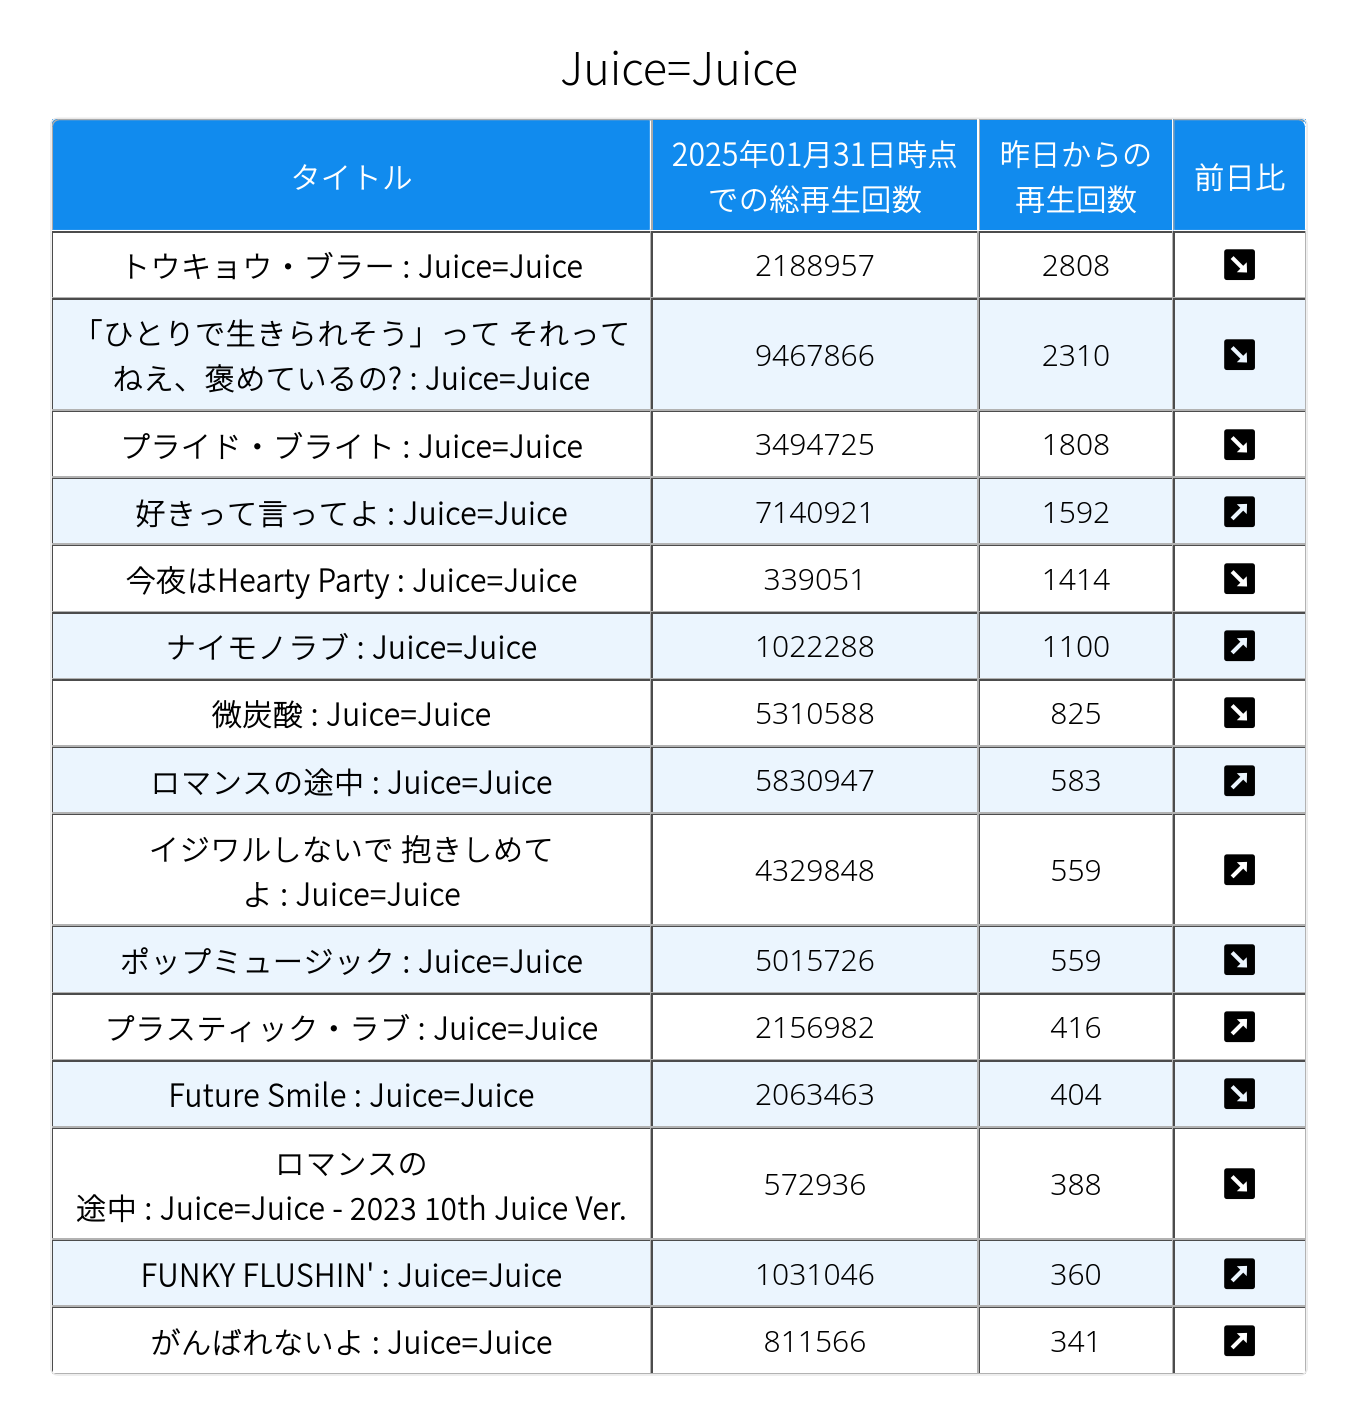 Juice=Juice
タイトル
2025年01月31日時点
での総再生回数
昨日からの
再生回数
前日比
トウキョウ・ブラー : Juice=Juice
2188957
2808
「ひとりで生きられそう」って それって
ねえ、褒めているの? : Juice=Juice
9467866
2310
プライド・ブライト : Juice=Juice
3494725
1808
好きって言ってよ : Juice=Juice
7140921
1592
今夜はHearty Party : Juice=Juice
339051
1414
ナイモノラブ : Juice=Juice
1022288
1100
微炭酸 : Juice=Juice
5310588
825
ロマンスの途中 : Juice=Juice
5830947
583
イジワルしないで 抱きしめて
よ : Juice=Juice
4329848
559
ポップミュージック : Juice=Juice
5015726
559
プラスティック・ラブ : Juice=Juice
2156982
416
Future Smile : Juice=Juice
2063463
404
ロマンスの
途中 : Juice=Juice - 2023 10th Juice Ver.
572936
388
FUNKY FLUSHIN' : Juice=Juice
1031046
360
がんばれないよ : Juice=Juice
811566
341